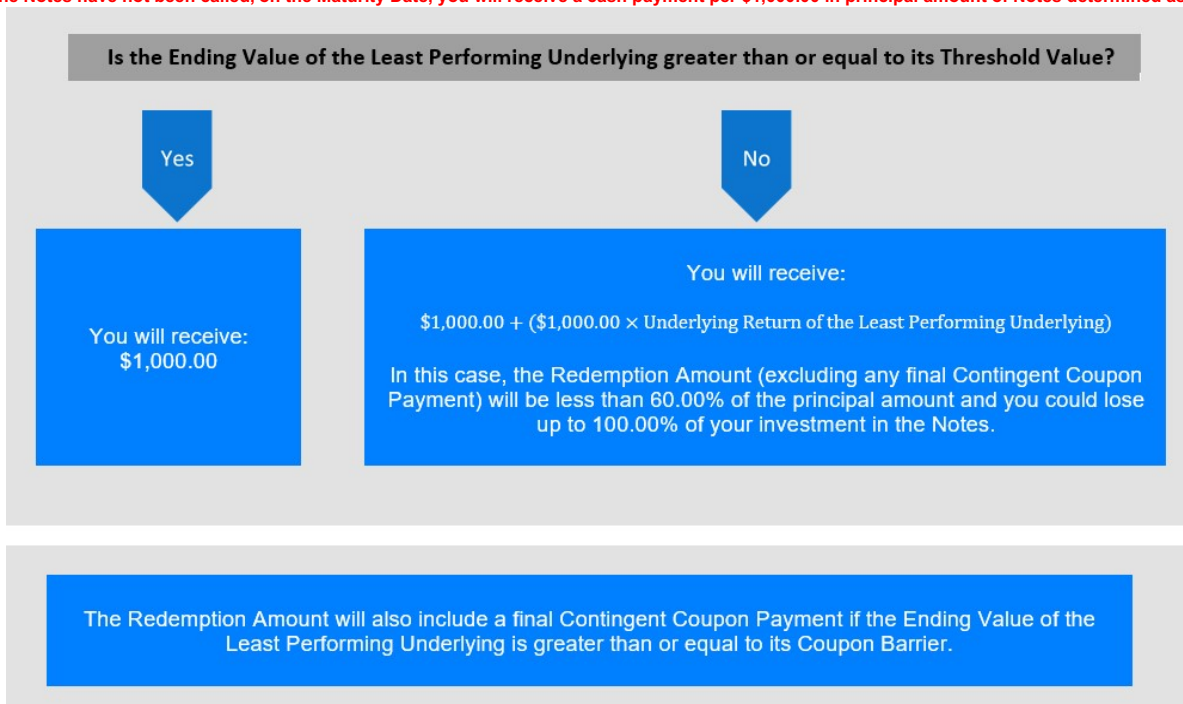 Notes have not been called, on the Maturity Date, you will receive a cash payment per $1,000.00 in principal amount of Notes determined as
Is the Ending Value of the Least Performing Underlying greater than or equal to its Threshold Value?
Yes
No
You will receive:
$1,000.00
You will receive:
$1,000.00 + ($1,000.00 × Underlying Return of the Least Performing Underlying)
In this case, the Redemption Amount (excluding any final Contingent Coupon
Payment) will be less than 60.00% of the principal amount and you could lose
up to 100.00% of your investment in the Notes.
The Redemption Amount will also include a final Contingent Coupon Payment if the Ending Value of the
Least Performing Underlying is greater than or equal to its Coupon Barrier.